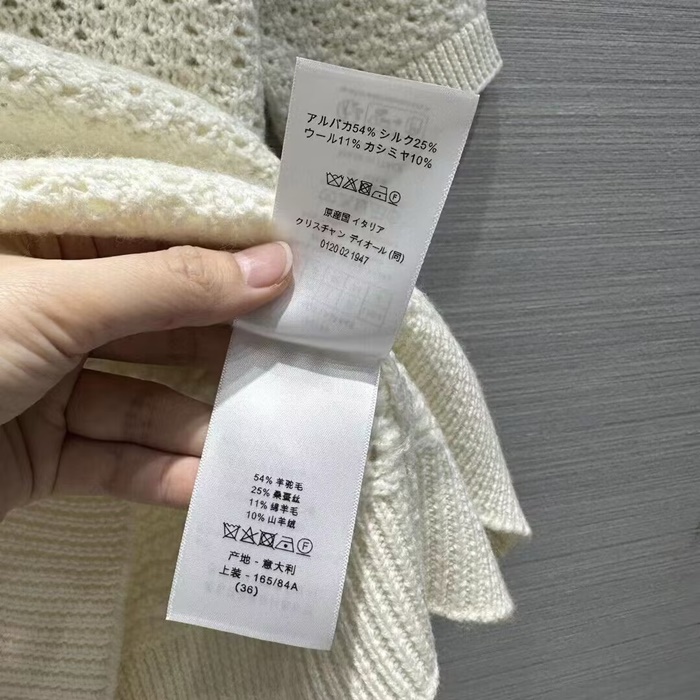 アルパカ54% シルク25%
ウール11% カシミヤ10%
F
原産国 イタリア
クリスチャン ディオール (同)
0120 02 1947
54% 羊驼毛
25% 桑蚕丝
11% 绵羊毛
10% 山羊绒
F
产地 - 意大利
上装 - 165/84A
(36)